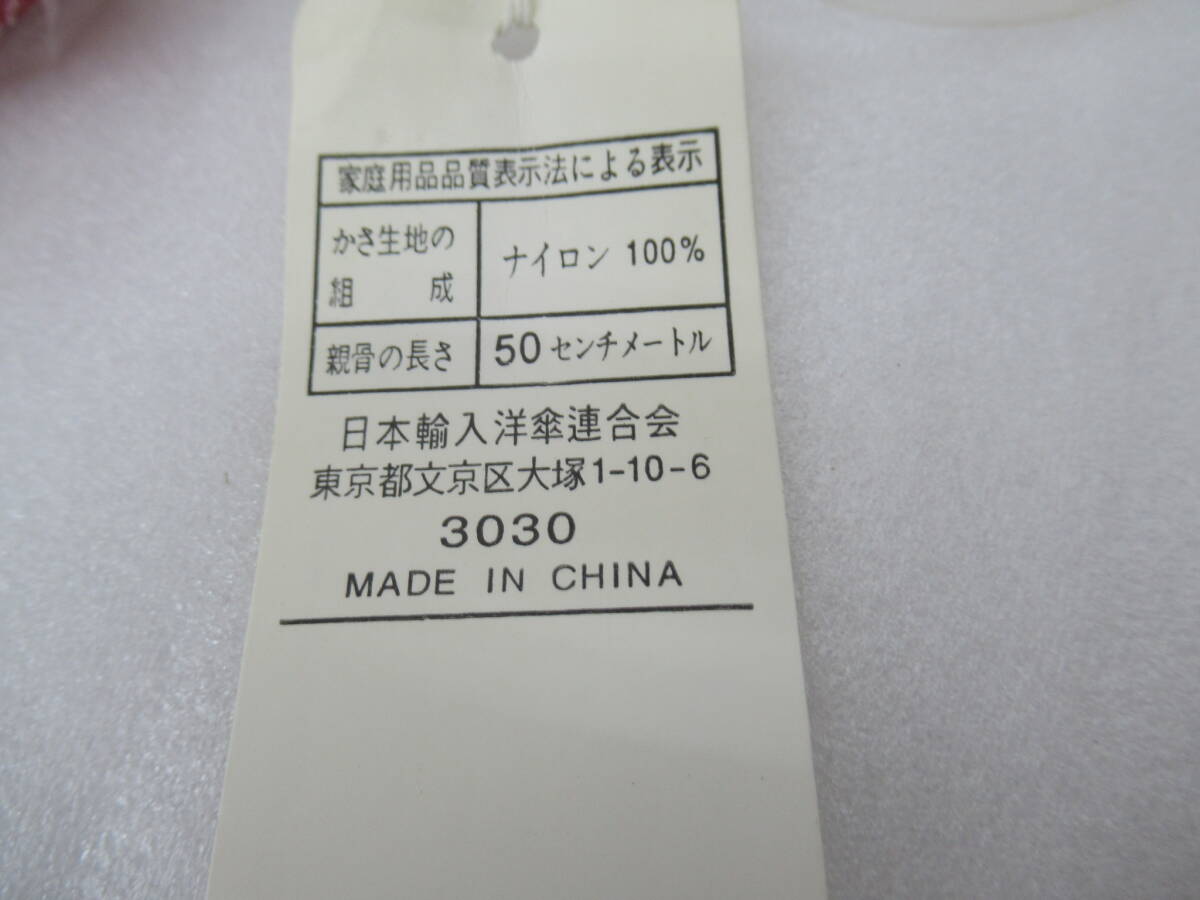 家庭用品品質表示法による表示
かさ生地の
組 成
ナイロン 100%
親骨の長さ
50センチメートル
日本輸入洋傘連合会
東京都文京区大塚1-10-6
3030
MADE IN CHINA